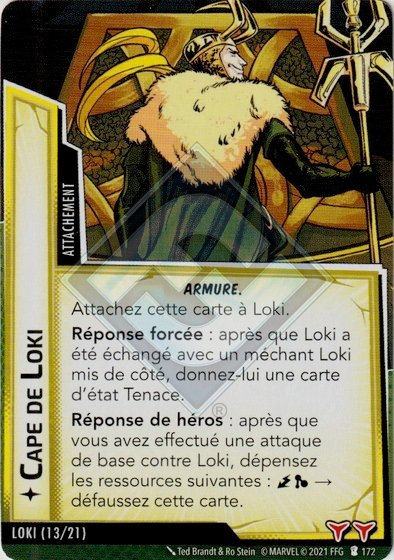 ATTACHEMENT
CAPE DE LOKI
ARMURE.
Attachez cette carte à Loki.
Réponse forcée : après que Loki a
été échangé avec un méchant Loki
mis de côté, donnez-lui une carte
d'état Tenace.
Réponse de héros : après que
vous avez effectué une attaque
de base contre Loki, dépensez
les ressources suivantes : →
défaussez cette carte.
LOKI (13/21)
Ted Brandt & Ro Stein © MARVEL © 2021 FFG 172